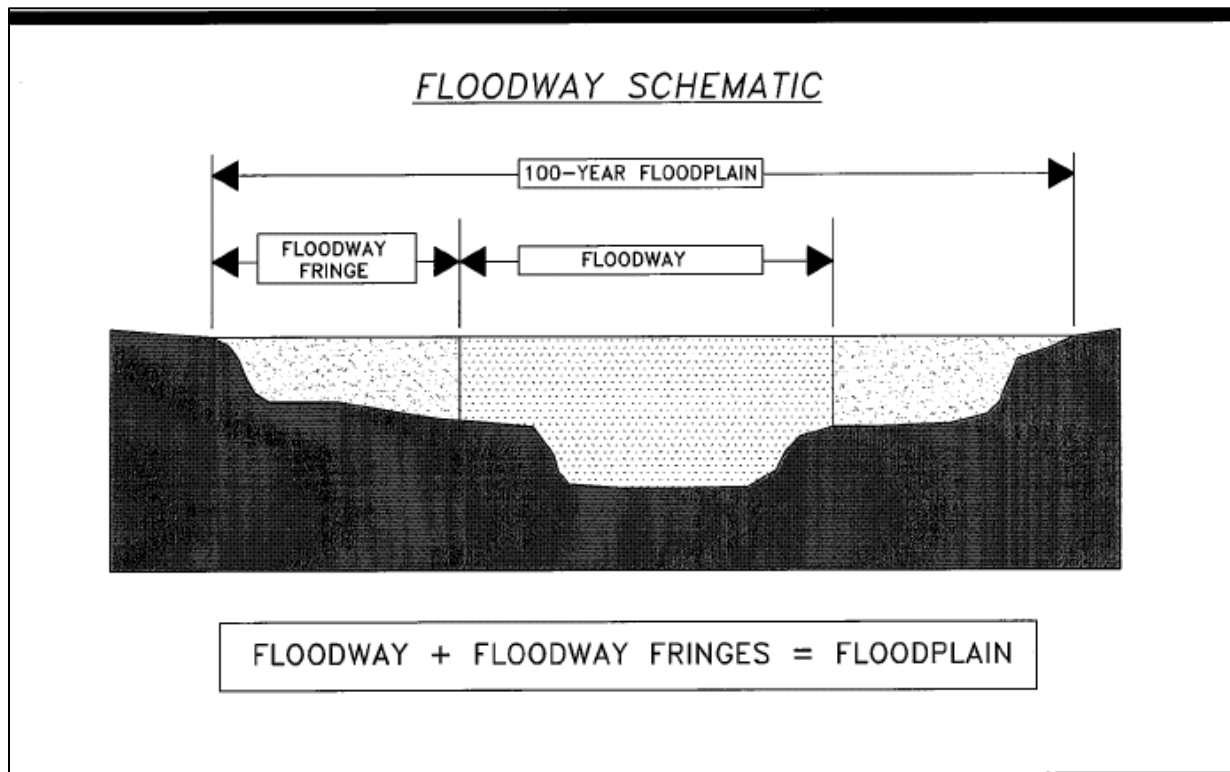 FLOODWAY SCHEMATIC
100-YEAR FLOODPLAIN
FLOODWAY
FRINGE
FLOODWAY
FLOODWAY + FLOODWAY FRINGES = FLOODPLAIN